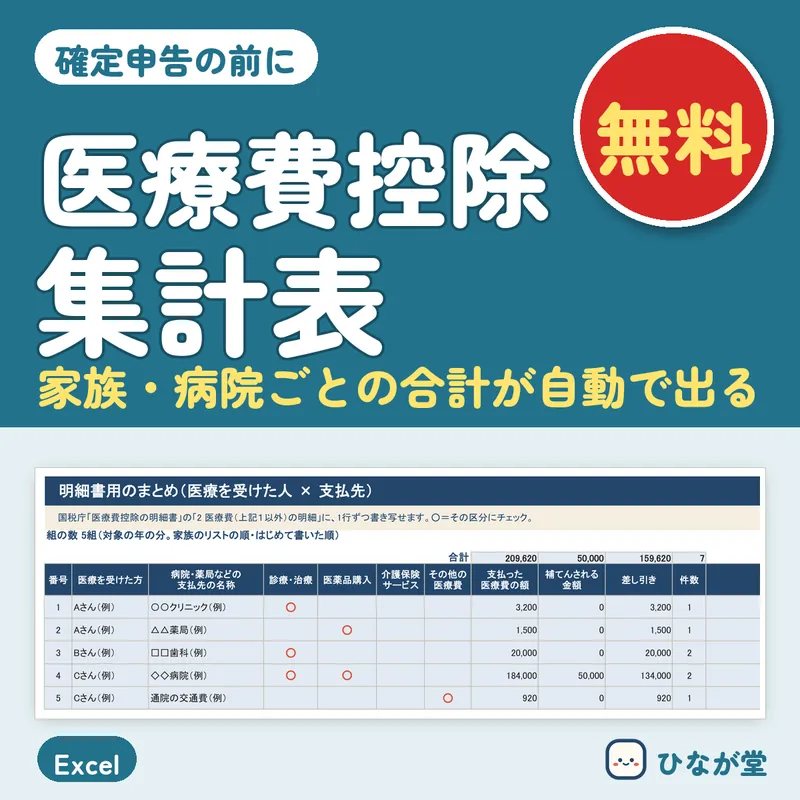 確定申告の前に
無料
医療費控除
集計表
家族・病院ごとの合計が自動で出る
明細書用のまとめ（医療を受けた人 × 支払先）
国税庁「医療費控除の明細書」の「2 医療費（上記1以外）の明細」に、1行ずつ書き写せます。〇＝その区分にチェック。
組の数 5組（対象の年の分。家族のリストの順・はじめて書いた順）
合計 209,620 50,000 159,620 7
番号 医療を受けた方 病院・薬局などの支払先の名称 診療・治療 医薬品購入 介護保険サービス その他の医療費 支払った医療費の額 補てんされる金額 差し引き 件数
1 Aさん（例） 〇〇クリニック（例） 〇 3,200 0 3,200 1
2 Aさん（例） △△薬局（例） 〇 1,500 0 1,500 1
3 Bさん（例） □□歯科（例） 〇 20,000 0 20,000 2
4 Cさん（例） ◇◇病院（例） 〇 〇 184,000 50,000 134,000 2
5 Cさん（例） 通院の交通費（例） 〇 920 0 920 1
Excel
ひなが堂